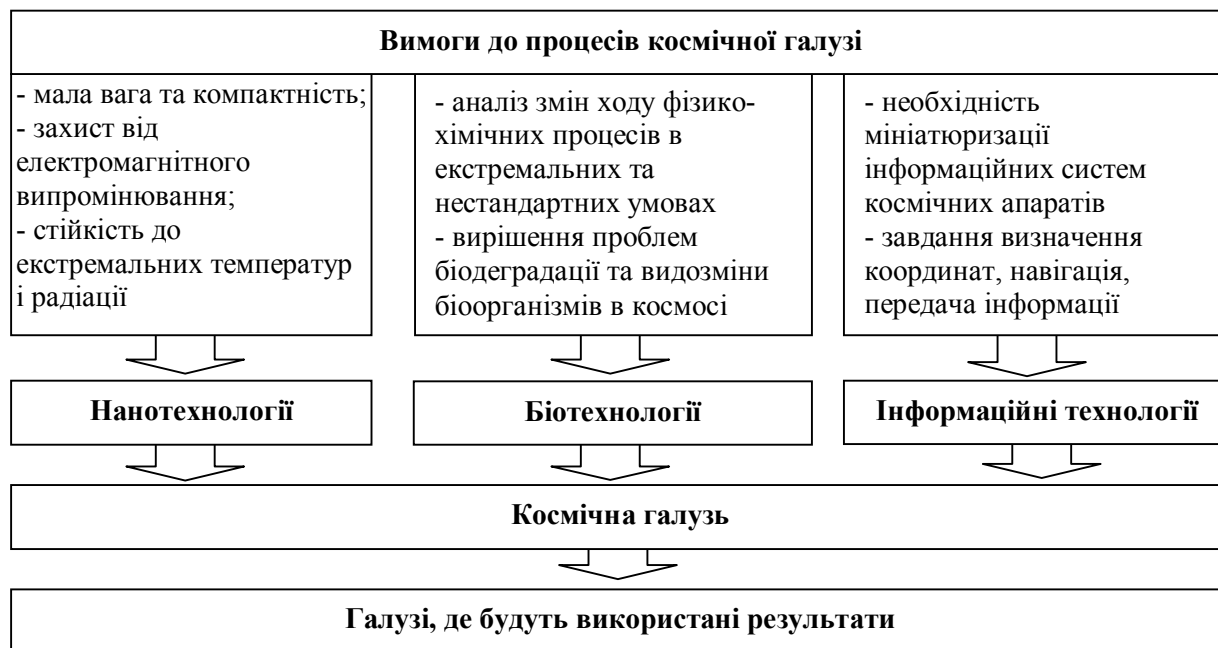 Вимоги до процесів космічної галузі
- мала вага та компактність;
- захист від
електромагнітного
випромінювання;
- стійкість до
екстремальних температур
і радіації
- аналіз змін ходу фізико-
хімічних процесів в
екстремальних та
нестандартних умовах
- вирішення проблем
біодеградації та видозміни
біоорганізмів в космосі
- необхідність
мініатюризації
інформаційних систем
космічних апаратів
- завдання визначення
координат, навігація,
передача інформації
Нанотехнології
Біотехнології
Інформаційні технології
Космічна галузь
Галузі, де будуть використані результати